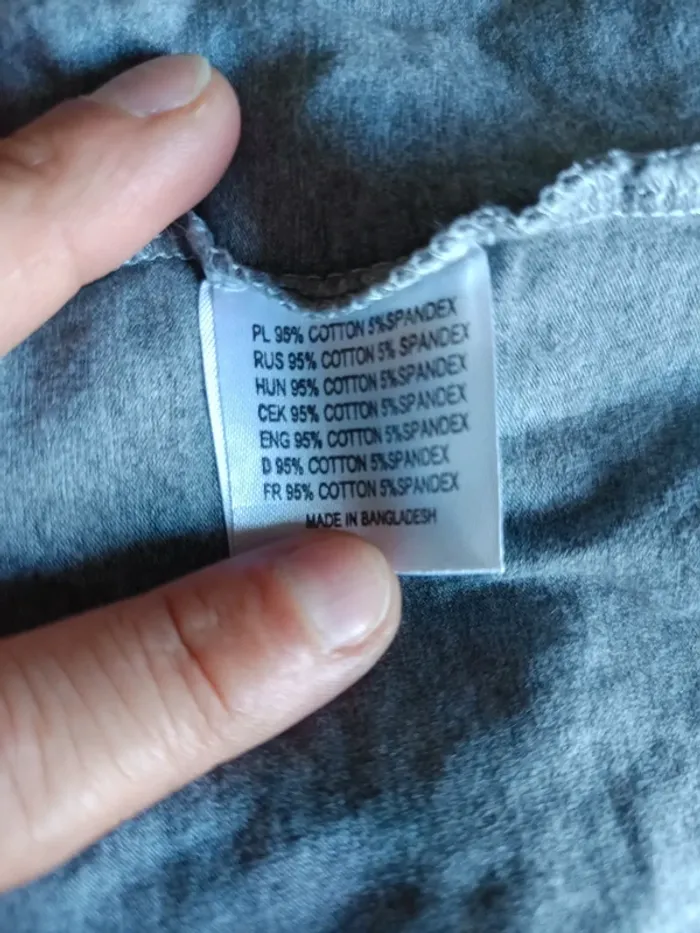 PL 95% COTTON 5%SPANDEX
RUS 95% COTTON 5% SPANDEX
HUN 95% COTTON 5%SPANDEX
CEK 95% COTTON 5%SPANDEX
ENG 95% COTTON 5%SPANDEX
D 95% COTTON 5%SPANDEX
FR 95% COTTON 5%SPANDEX
MADE IN BANGLADESH